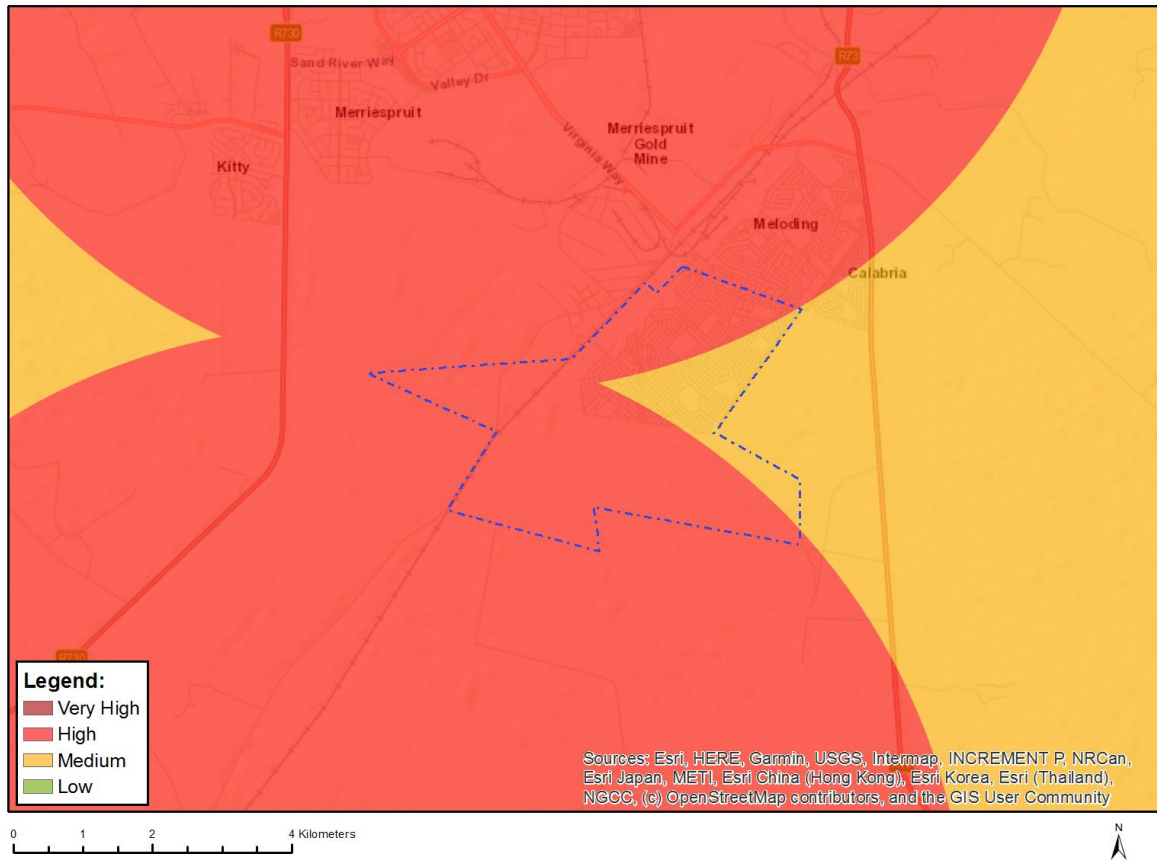 R730
R73
Sand River Way
Valley Dr
Merriespruit
Merriespruit
Gold
Mine
Virginia Way
Kitty
Meloding
Calabria
R730
Legend:
Very High
High
Medium
Low
Sources: Esri, HERE, Garmin, USGS, Intermap, INCREMENT P, NRCan,
Esri Japan, METI, Esri China (Hong Kong), Esri Korea, Esri (Thailand),
NGCC, (c) OpenStreetMap contributors, and the GIS User Community
0 1 2 4 Kilometers
N